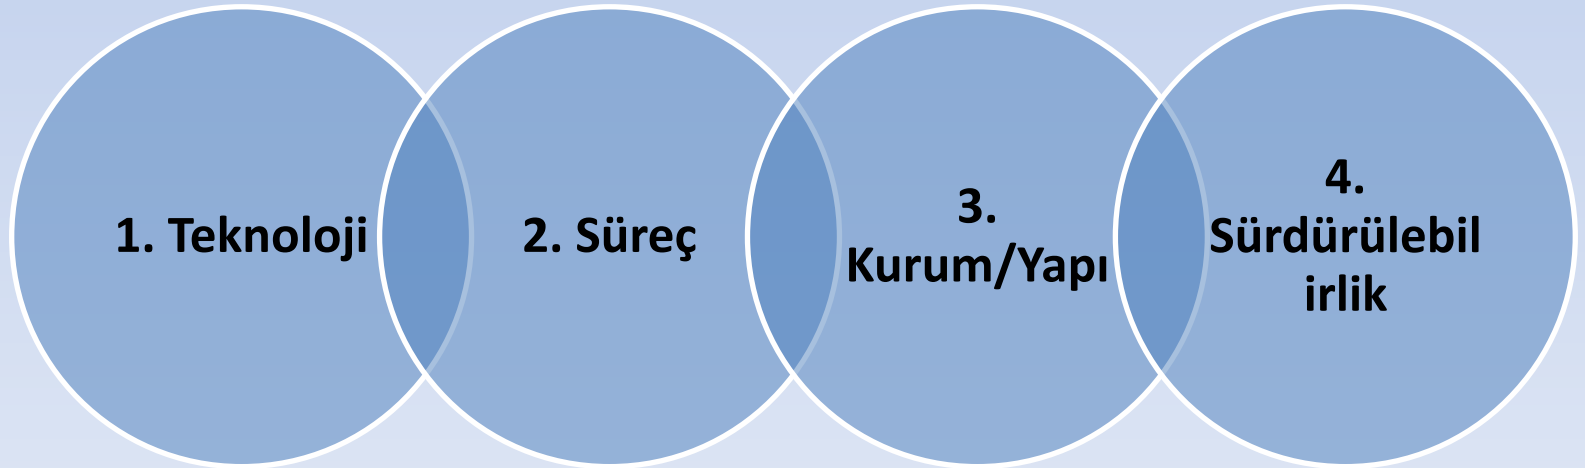 1. Teknoloji
2. Süreç
3.
Kurum/Yapı
4.
Sürdürülebil
irlik